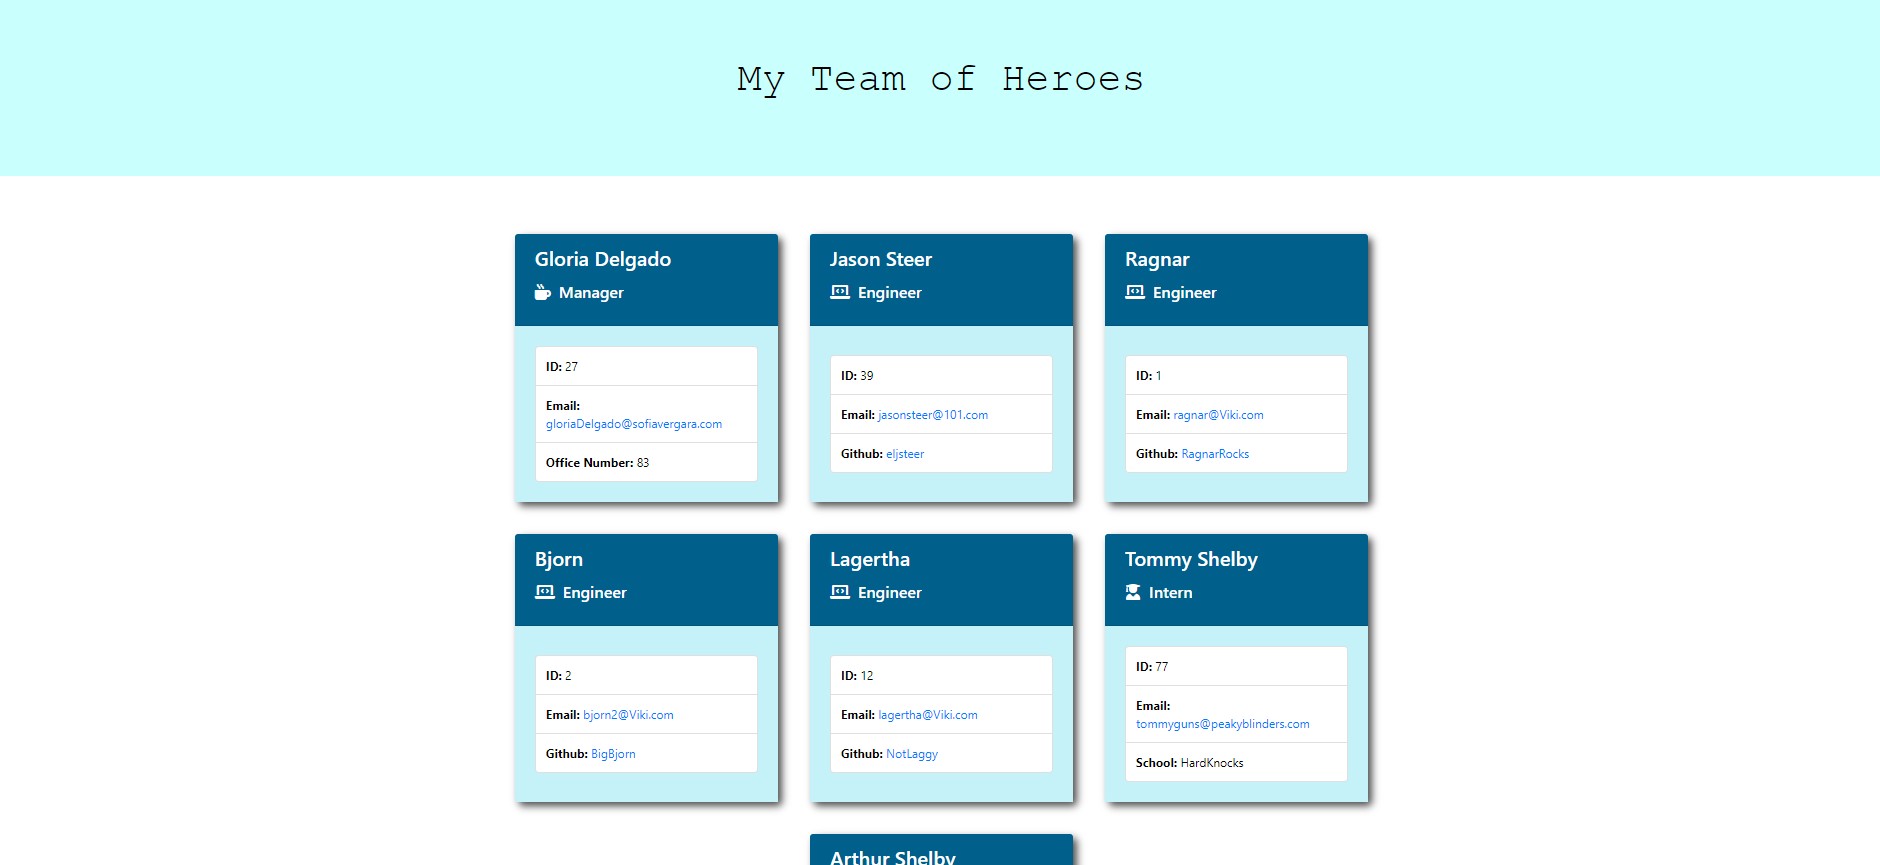 My Team of Heroes
Gloria Delgado
Manager
ID: 27
Email:
gloriaDelgado@sofiavergara.com
Office Number: 83
Jason Steer
Engineer
ID: 39
Email: jasonsteer@101.com
Github: eljsteer
Ragnar
Engineer
ID: 1
Email: ragnar@Viki.com
Github: RagnarRocks
Bjorn
Engineer
ID: 2
Email: bjorn2@Viki.com
Github: BigBjorn
Lagertha
Engineer
ID: 12
Email: lagertha@Viki.com
Github: NotLaggy
Tommy Shelby
Intern
ID: 77
Email:
tommyguns@peakyblinders.com
School: HardKnocks
Arthur Shelby